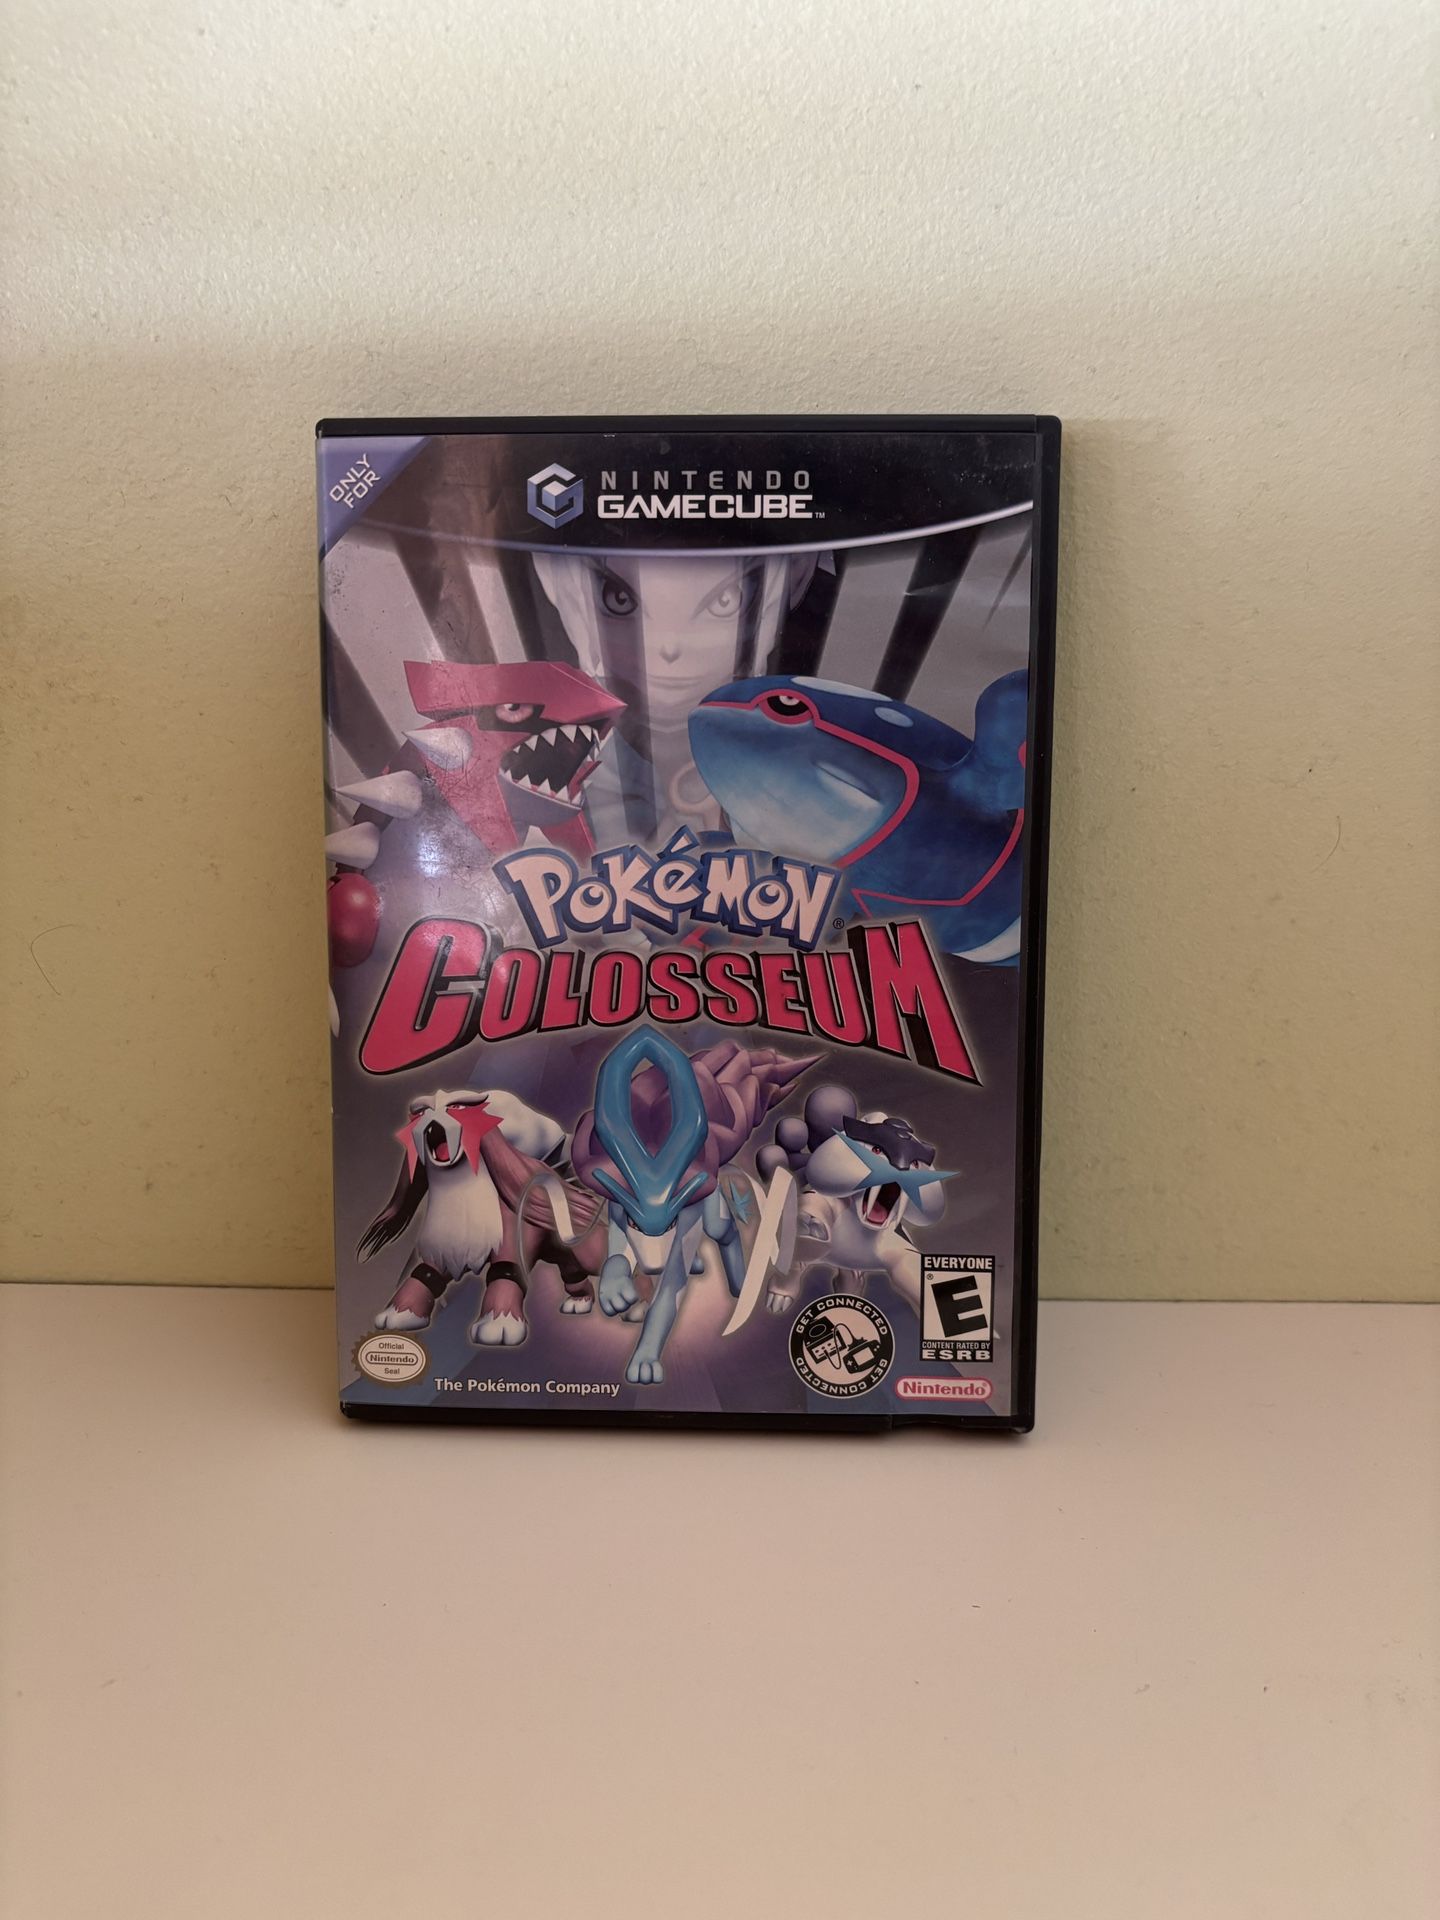 ONLY
FOR
NINTENDO
GAMECUBE™
POKéMON®
COLOSSEUM
EVERYONE
®
E
CONTENT RATED BY
ESRB
GET CONNECTED
GET CONNECTED
Official
Nintendo
Seal
The Pokémon Company
Nintendo®